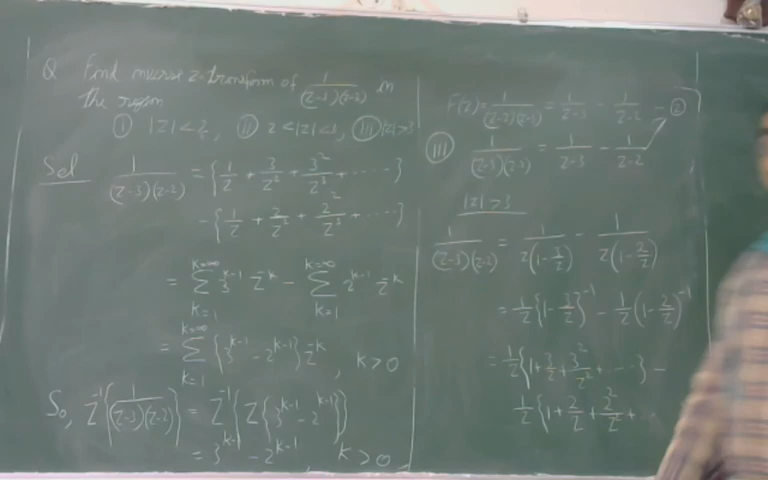 Q Find inverse z-transform of 1/((z-3)(z-2)) in
the region
(I) |z|<2, (II) 2<|z|<3, (III) |z|>3
Sol 1/((z-3)(z-2)) = {1/z + 3/z² + 3²/z³ + ....}
- {1/z + 2/z² + 2²/z³ + ....}
= Σ_{k=1}^{k=∞} 3^{k-1} z^{-k} - Σ_{k=1}^{k=∞} 2^{k-1} z^{-k}
= Σ_{k=1}^{k=∞} {3^{k-1} - 2^{k-1}} z^{-k}, k>0
So, Z^{-1}{1/((z-3)(z-2))} = Z^{-1}{Z{3^{k-1} - 2^{k-1}}}
= 3^{k-1} - 2^{k-1}, k>0
F(z) = 1/((z-2)(z-3)) = 1/(z-3) - 1/(z-2)
(III) 1/((z-3)(z-2)) = 1/(z-3) - 1/(z-2)
|z|>3
1/((z-3)(z-2)) = 1/(z(1-3/z)) - 1/(z(1-2/z))
= 1/z {1-3/z}^{-1} - 1/z (1-2/z)^{-1}
= 1/z {1 + 3/z + 3²/z² + ....} -
1/z {1 + 2/z + 2²/z² + ..